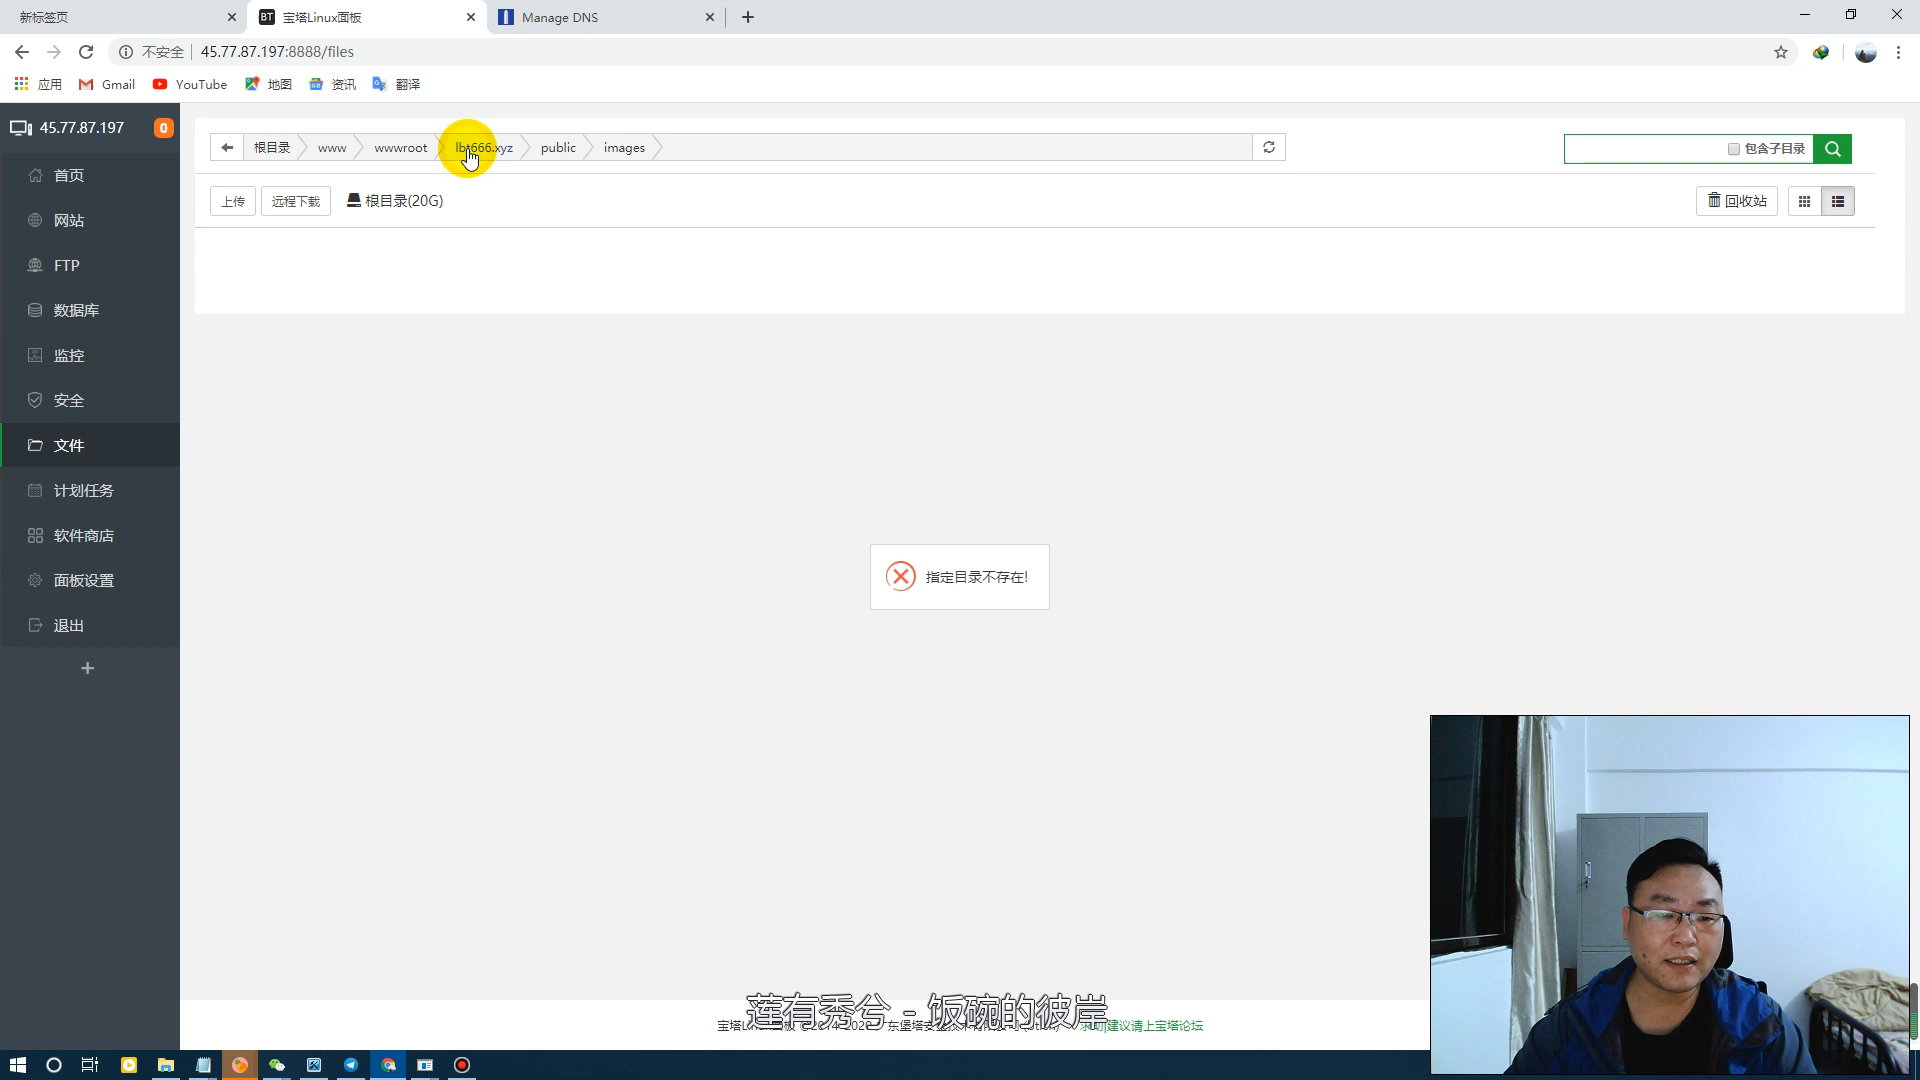 新标签页
BT 宝塔Linux面板
Manage DNS
不安全 45.77.87.197:8888/files
应用
Gmail
YouTube
地图
资讯
翻译
45.77.87.197
0
根目录
www
wwwroot
lbt666.xyz
public
images
包含子目录
首页
网站
FTP
数据库
监控
安全
文件
计划任务
软件商店
面板设置
退出
上传
远程下载
根目录(20G)
回收站
指定目录不存在!
莲有秀兮 - 饭碗的彼岸
求助|建议请上宝塔论坛